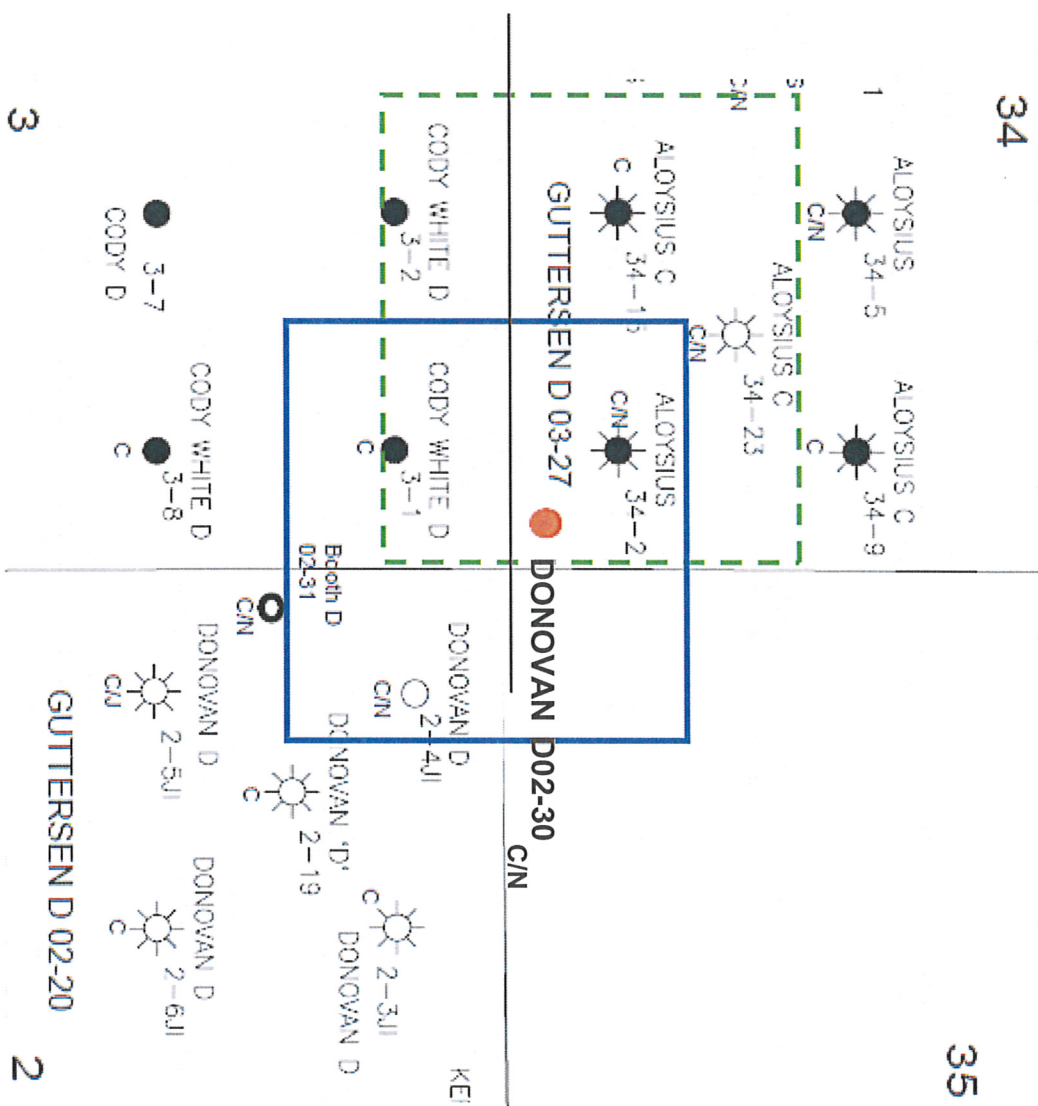 34
35
3
2
ALOYSIUS
34-5
C/N
ALOYSIUS C
34-9
C
ALOYSIUS C
34-23
C/N
1
C/N
ALOYSIUS C
C
ALOYSIUS
34-2
C/N
GUTTERSEN D 03-27
DONOVAN D02-30
C/N
CODY WHITE D
3-2
CODY WHITE D
3-1
C
3-7
CODY D
CODY WHITE D
3-8
C
Booth D
02-31
C/N
DONOVAN D
2-4JI
C/N
DONOVAN 'D'
2-19
C
C
2-3JI
DONOVAN D
DONOVAN D
2-5JI
C/J
DONOVAN D
2-6JI
C
GUTTERSEN D 02-20